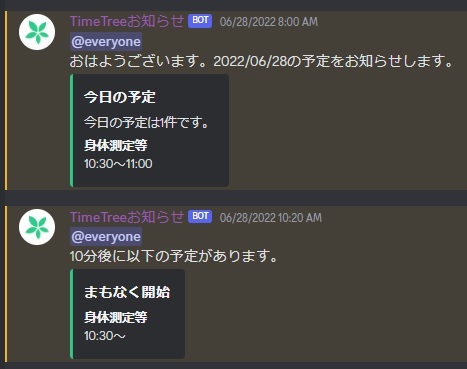 TimeTreeお知らせ BOT 06/28/2022 8:00 AM
@everyone
おはようございます。2022/06/28の予定をお知らせします。
今日の予定
今日の予定は1件です。
身体測定等
10:30～11:00
TimeTreeお知らせ BOT 06/28/2022 10:20 AM
@everyone
10分後に以下の予定があります。
まもなく開始
身体測定等
10:30～